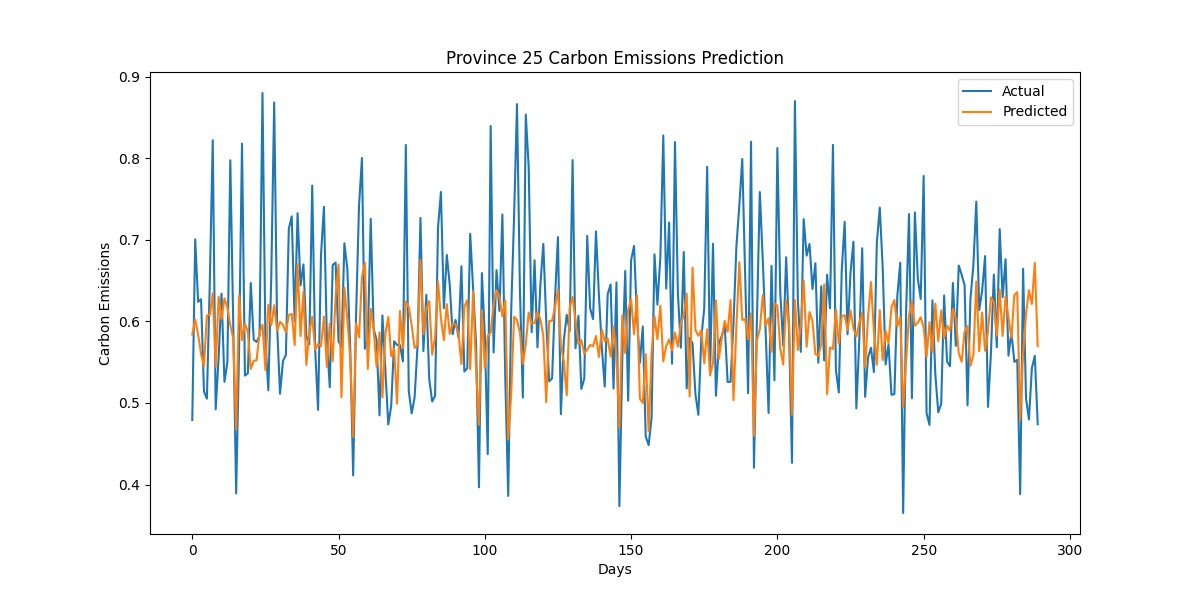 Province 25 Carbon Emissions Prediction
Actual
Predicted
Carbon Emissions
0.9
0.8
0.7
0.6
0.5
0.4
0 50 100 150 200 250 300
Days